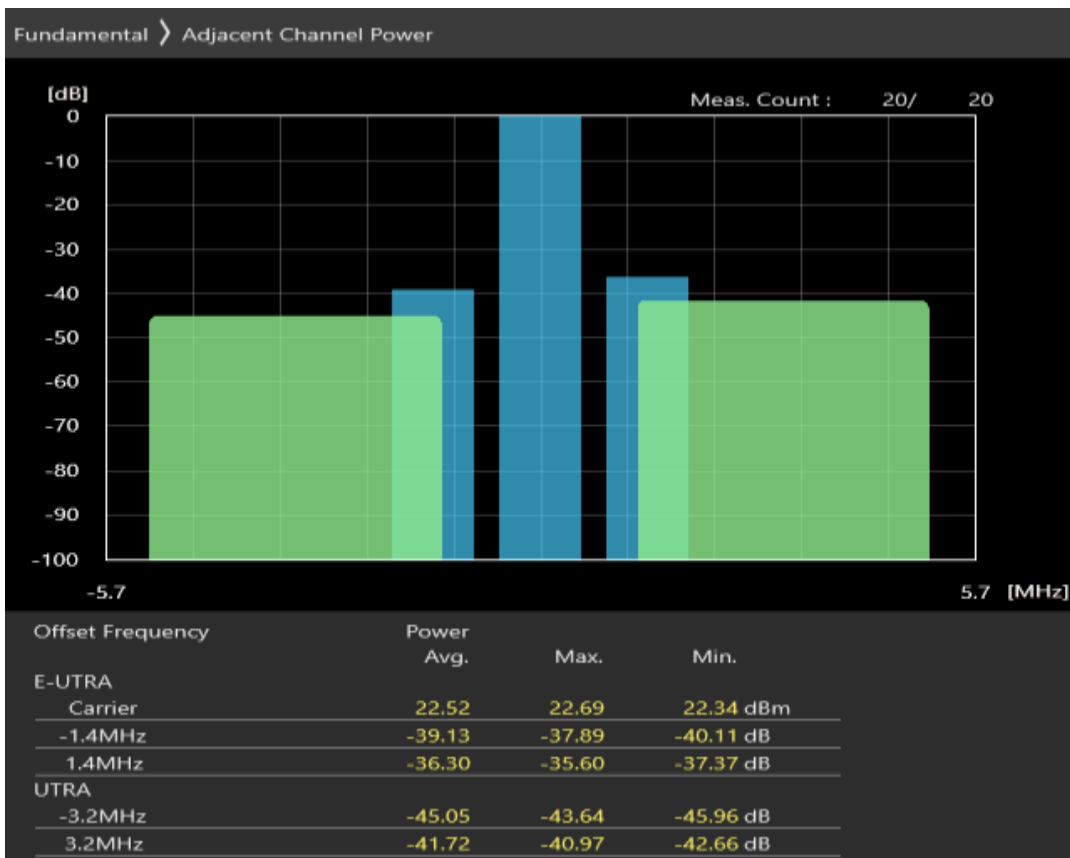 Fundamental 〉 Adjacent Channel Power
[dB]
Meas. Count : 20/ 20
0
-10
-20
-30
-40
-50
-60
-70
-80
-90
-100
-5.7 5.7 [MHz]
Offset Frequency Power
Avg. Max. Min.
E-UTRA
Carrier 22.52 22.69 22.34 dBm
-1.4MHz -39.13 -37.89 -40.11 dB
1.4MHz -36.30 -35.60 -37.37 dB
UTRA
-3.2MHz -45.05 -43.64 -45.96 dB
3.2MHz -41.72 -40.97 -42.66 dB